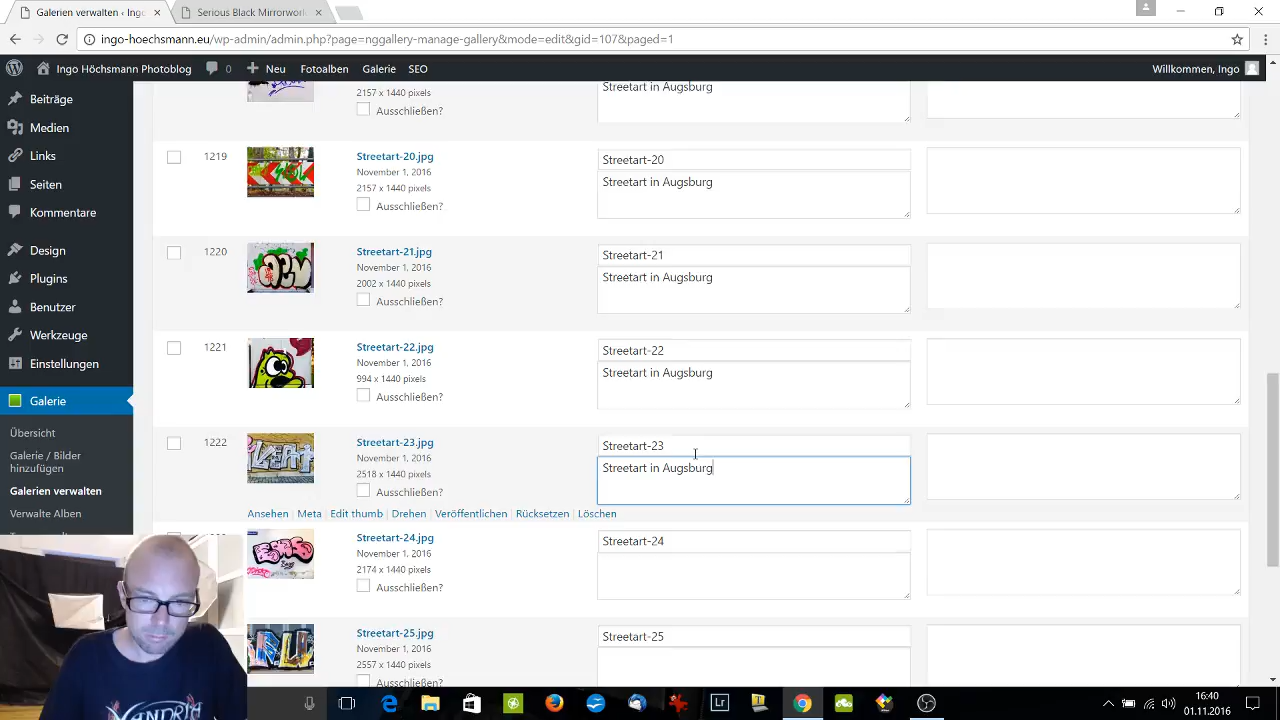 Galerien verwalten ‹ Ingo
Serious Black Mirrorworl
ingo-hoechsmann.eu/wp-admin/admin.php?page=nggallery-manage-gallery&mode=edit&gid=107&paged=1
Ingo Höchsmann Photoblog 0 Neu Fotoalben Galerie SEO Willkommen, Ingo
Beiträge
Medien
Links
Seiten
Kommentare
Design
Plugins
Benutzer
Werkzeuge
Einstellungen
Galerie
Übersicht
Galerie / Bilder
hinzufügen
Galerien verwalten
Verwalte Alben
2157 x 1440 pixels
Ausschließen?
Streetart in Augsburg
1219
Streetart-20.jpg
November 1, 2016
2157 x 1440 pixels
Ausschließen?
Streetart-20
Streetart in Augsburg
1220
Streetart-21.jpg
November 1, 2016
2002 x 1440 pixels
Ausschließen?
Streetart-21
Streetart in Augsburg
1221
Streetart-22.jpg
November 1, 2016
994 x 1440 pixels
Ausschließen?
Streetart-22
Streetart in Augsburg
1222
Streetart-23.jpg
November 1, 2016
2518 x 1440 pixels
Ausschließen?
Streetart-23
Streetart in Augsburg
Ansehen | Meta | Edit thumb | Drehen | Veröffentlichen | Rücksetzen | Löschen
Streetart-24.jpg
November 1, 2016
2174 x 1440 pixels
Ausschließen?
Streetart-24
Streetart-25.jpg
November 1, 2016
2557 x 1440 pixels
Ausschließen?
Streetart-25
XANDRIA
Lr
16:40
01.11.2016